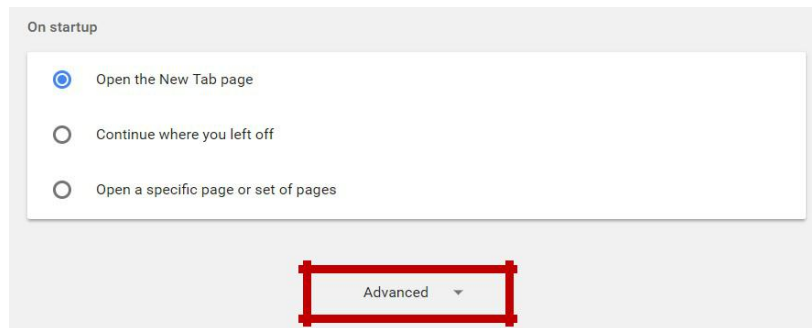 On startup
Open the New Tab page
Continue where you left off
Open a specific page or set of pages
Advanced